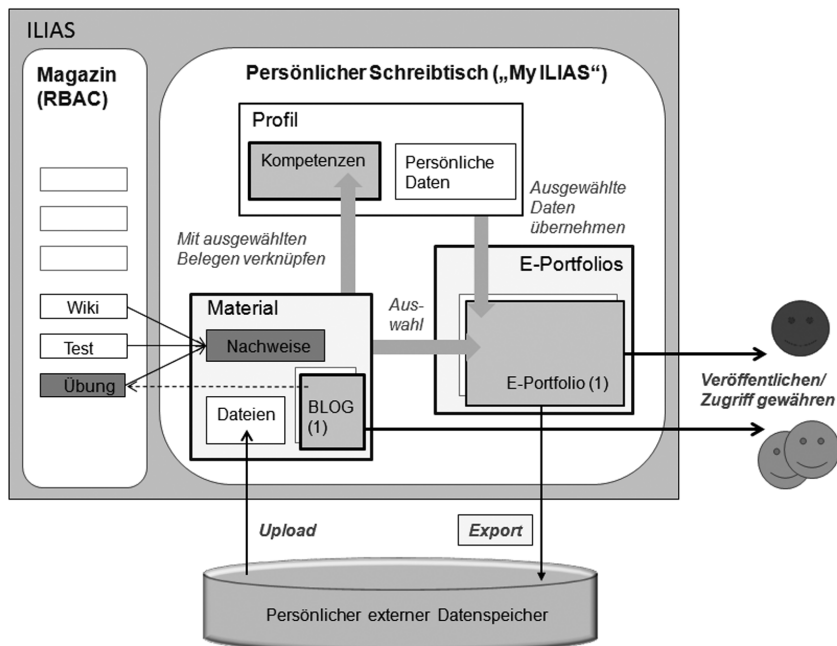 ILIAS
Magazin
(RBAC)
Wiki
Test
Übung
Persönlicher Schreibtisch („My ILIAS“)
Profil
Kompetenzen
Persönliche
Daten
Mit ausgewählten
Belegen verknüpfen
Ausgewählte
Daten
übernehmen
Material
Nachweise
Dateien
BLOG
(1)
Aus-
wahl
E-Portfolios
E-Portfolio (1)
Veröffentlichen/
Zugriff gewähren
Upload
Export
Persönlicher externer Datenspeicher